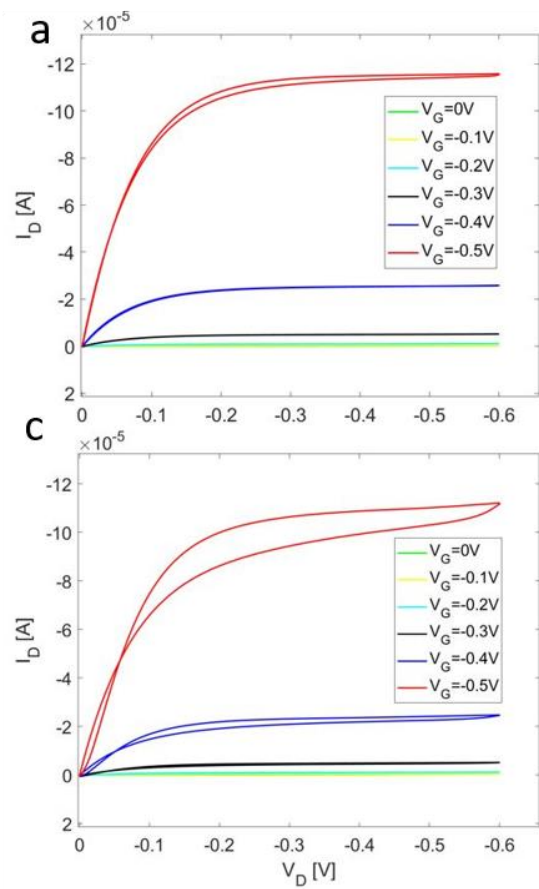 a
×10⁻⁵
-12
-10
-8
-6
-4
-2
0
2
I_D [A]
V_G=0V
V_G=-0.1V
V_G=-0.2V
V_G=-0.3V
V_G=-0.4V
V_G=-0.5V
0 -0.1 -0.2 -0.3 -0.4 -0.5 -0.6
c
×10⁻⁵
-12
-10
-8
-6
-4
-2
0
2
I_D [A]
V_G=0V
V_G=-0.1V
V_G=-0.2V
V_G=-0.3V
V_G=-0.4V
V_G=-0.5V
0 -0.1 -0.2 -0.3 -0.4 -0.5 -0.6
V_D [V]